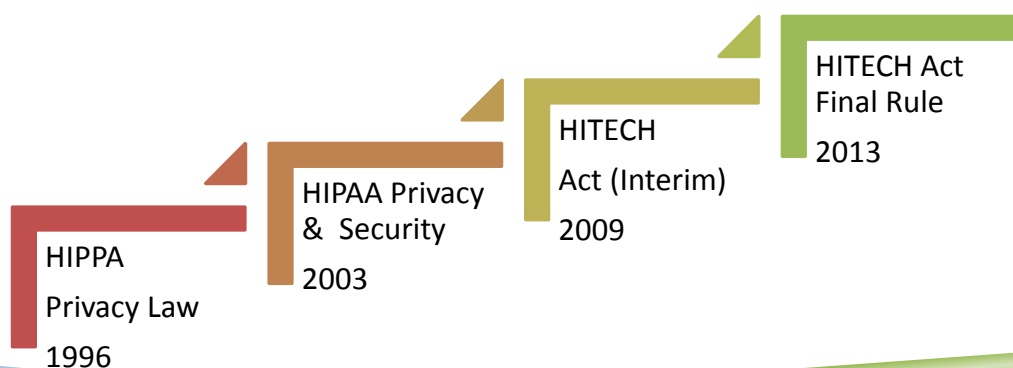 HIPPA
Privacy Law
1996
HIPAA Privacy
& Security
2003
HITECH
Act (Interim)
2009
HITECH Act
Final Rule
2013